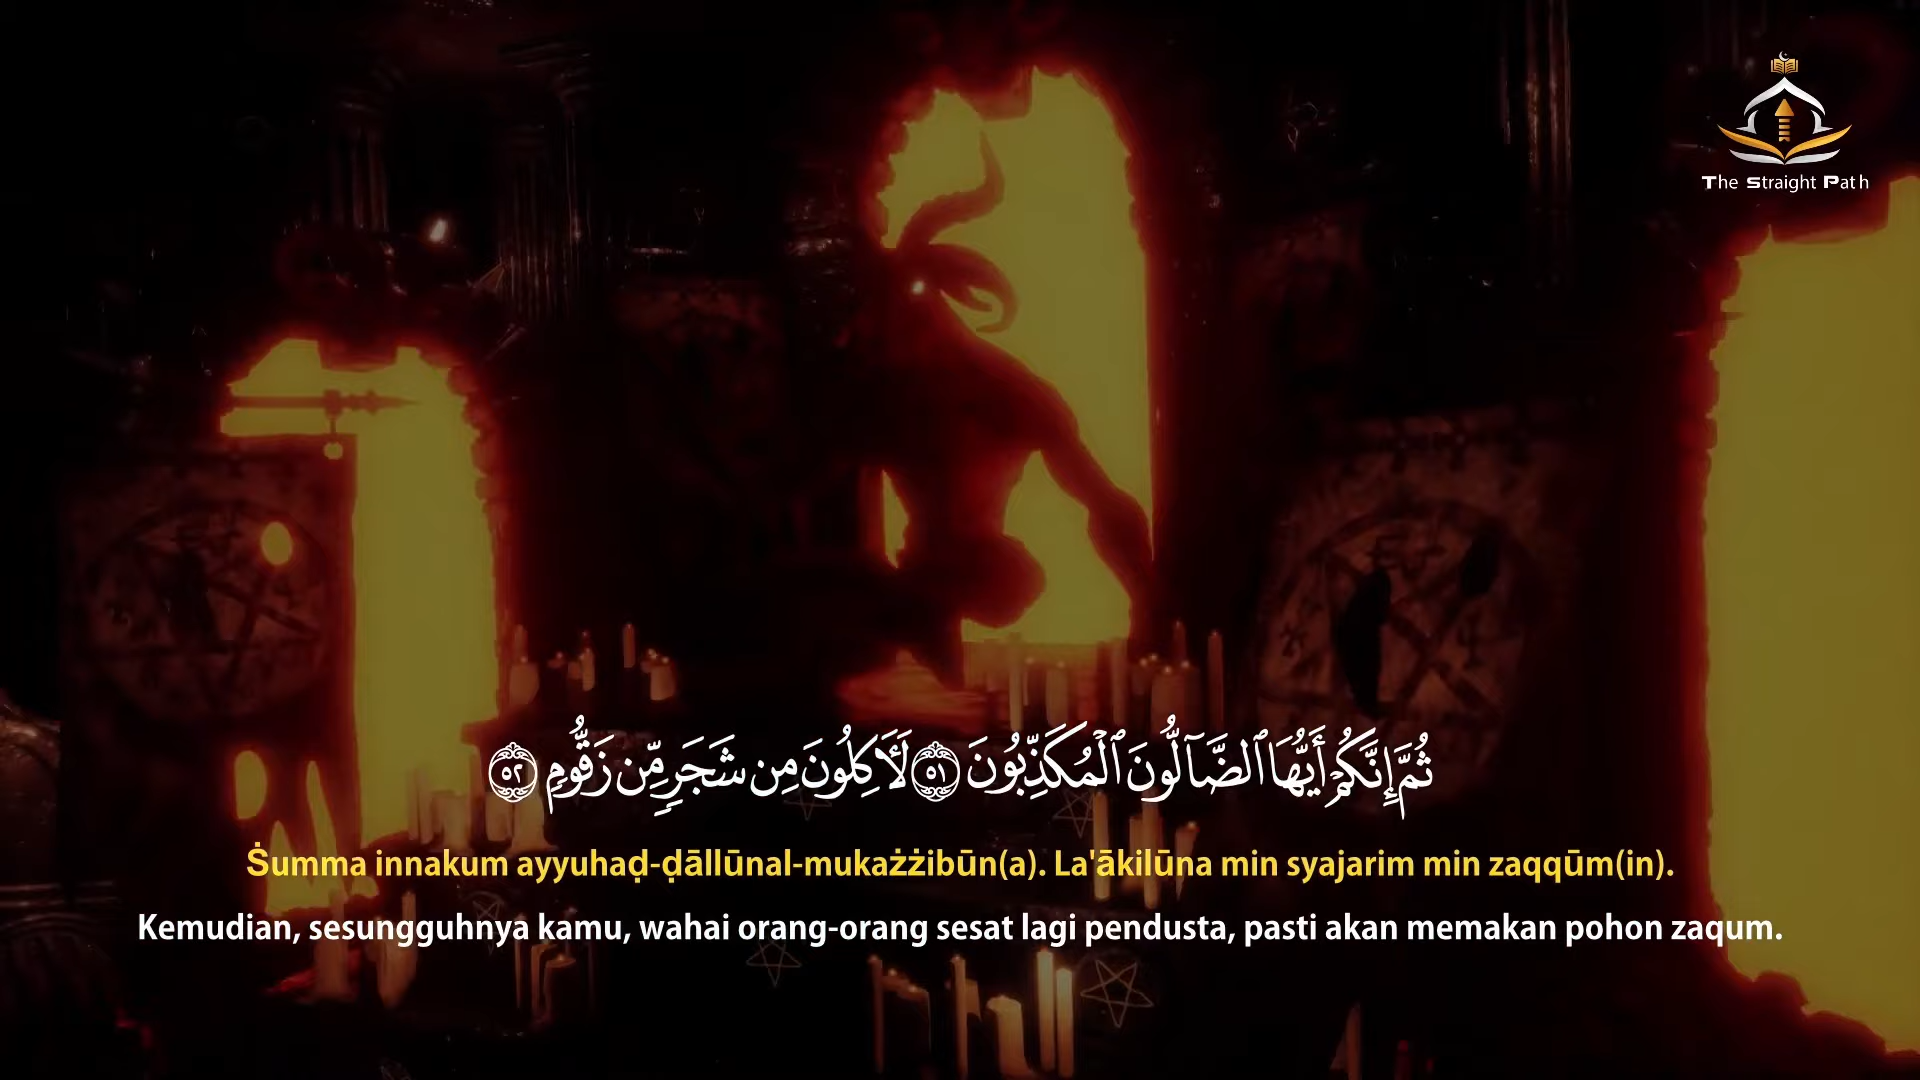 The Straight Path
ثُمَّ إِنَّكُمْ أَيُّهَا ٱلضَّآلُّونَ ٱلْمُكَذِّبُونَ ۝٥١ لَـَٔاكِلُونَ مِن شَجَرٍ مِّن زَقُّومٍ ۝٥٢
Ṡumma innakum ayyuhaḍ-ḍāllūnal-mukażżibūn(a). La'ākilūna min syajarim min zaqqūm(in).
Kemudian, sesungguhnya kamu, wahai orang-orang sesat lagi pendusta, pasti akan memakan pohon zaqum.